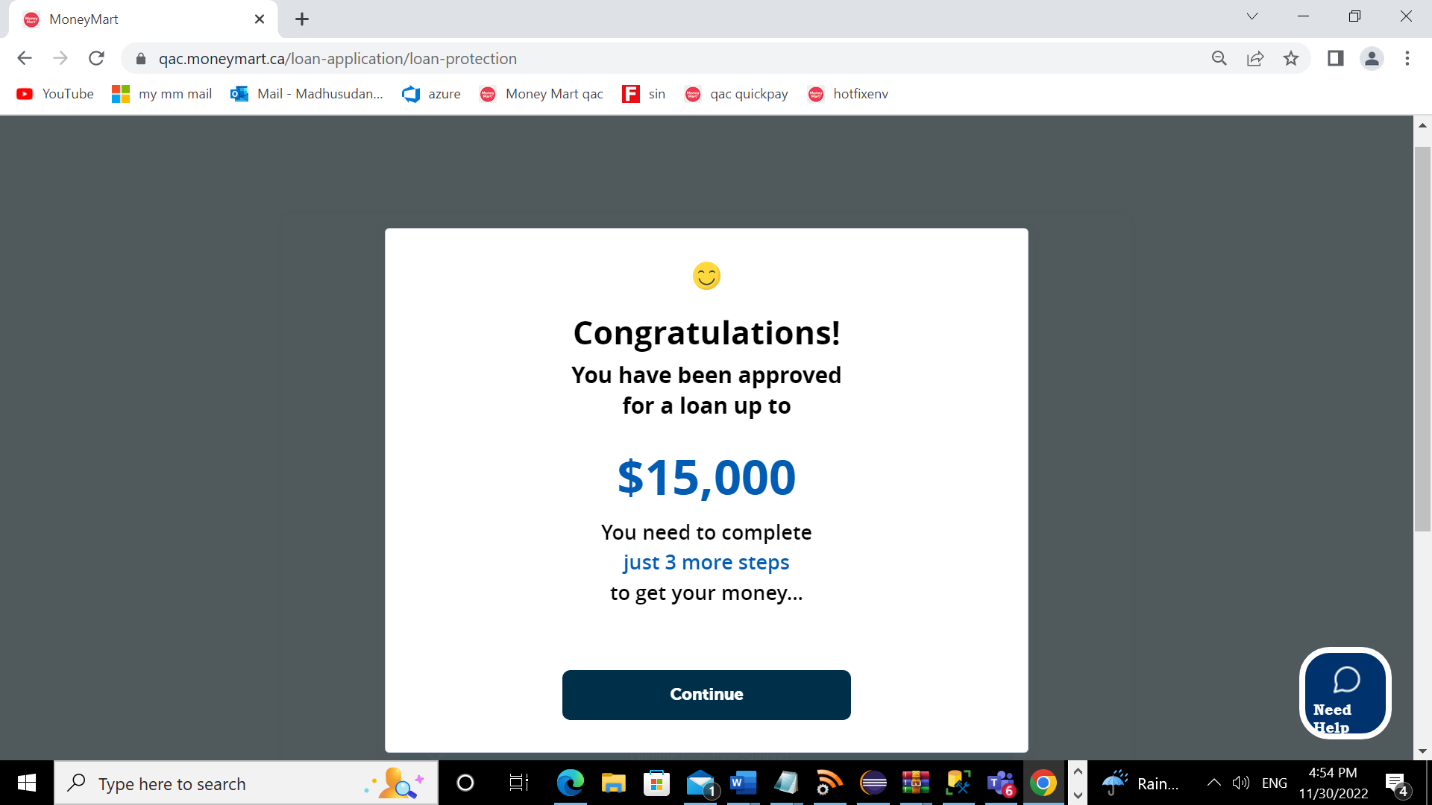 MoneyMart
qac.moneymart.ca/loan-application/loan-protection
YouTube
my mm mail
Mail - Madhusudan...
azure
Money Mart qac
F sin
qac quickpay
hotfixenv
Congratulations!
You have been approved
for a loan up to
$15,000
You need to complete
just 3 more steps
to get your money...
Continue
Need
Help
Type here to search
1
W
6
Rain...
ENG
4:54 PM
11/30/2022
4